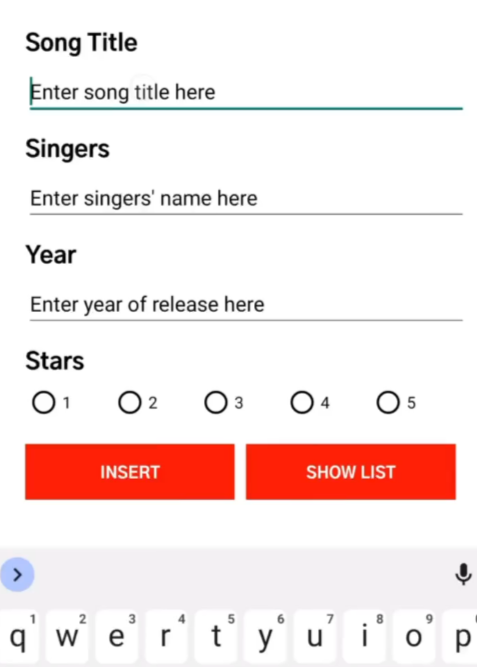 Song Title
Enter song title here
Singers
Enter singers' name here
Year
Enter year of release here
Stars
1 2 3 4 5
INSERT SHOW LIST
1 2 3 4 5 6 7 8 9
q w e r t y u i o p